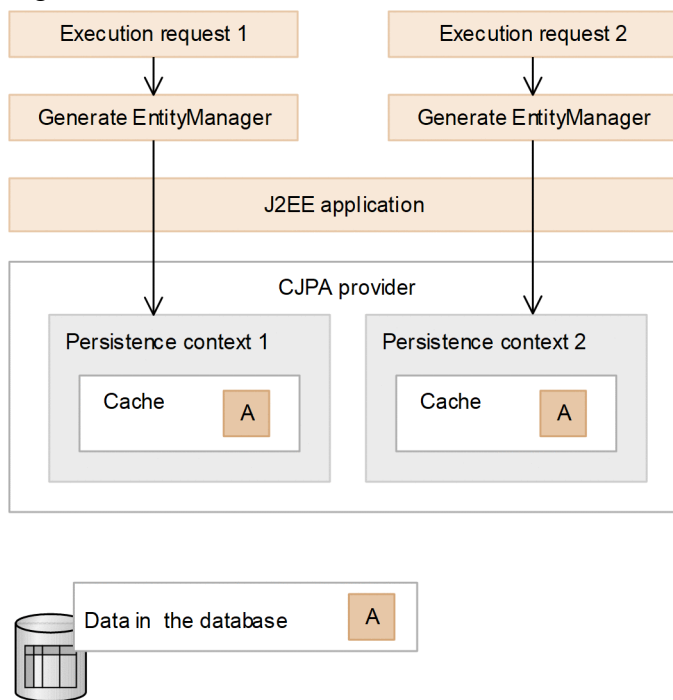 Execution request 1
Execution request 2
Generate EntityManager
Generate EntityManager
J2EE application
CJPA provider
Persistence context 1
Persistence context 2
Cache
A
Cache
A
Data in the database
A